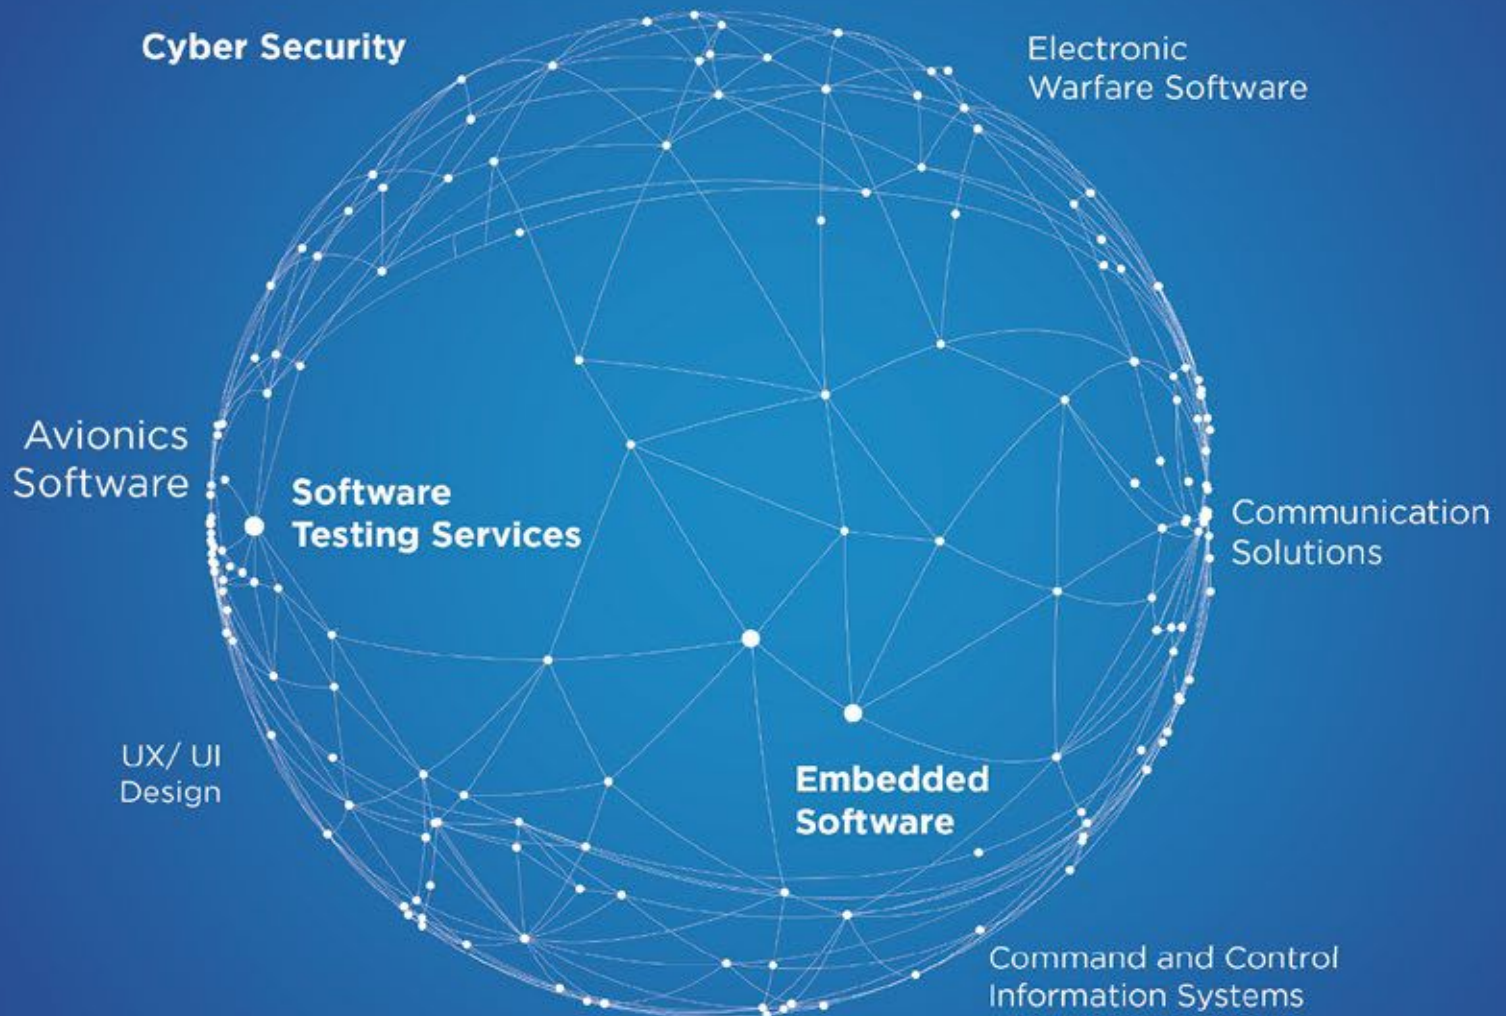 Cyber Security
Electronic
Warfare Software
Avionics
Software
Software
Testing Services
Communication
Solutions
UX/ UI
Design
Embedded
Software
Command and Control
Information Systems